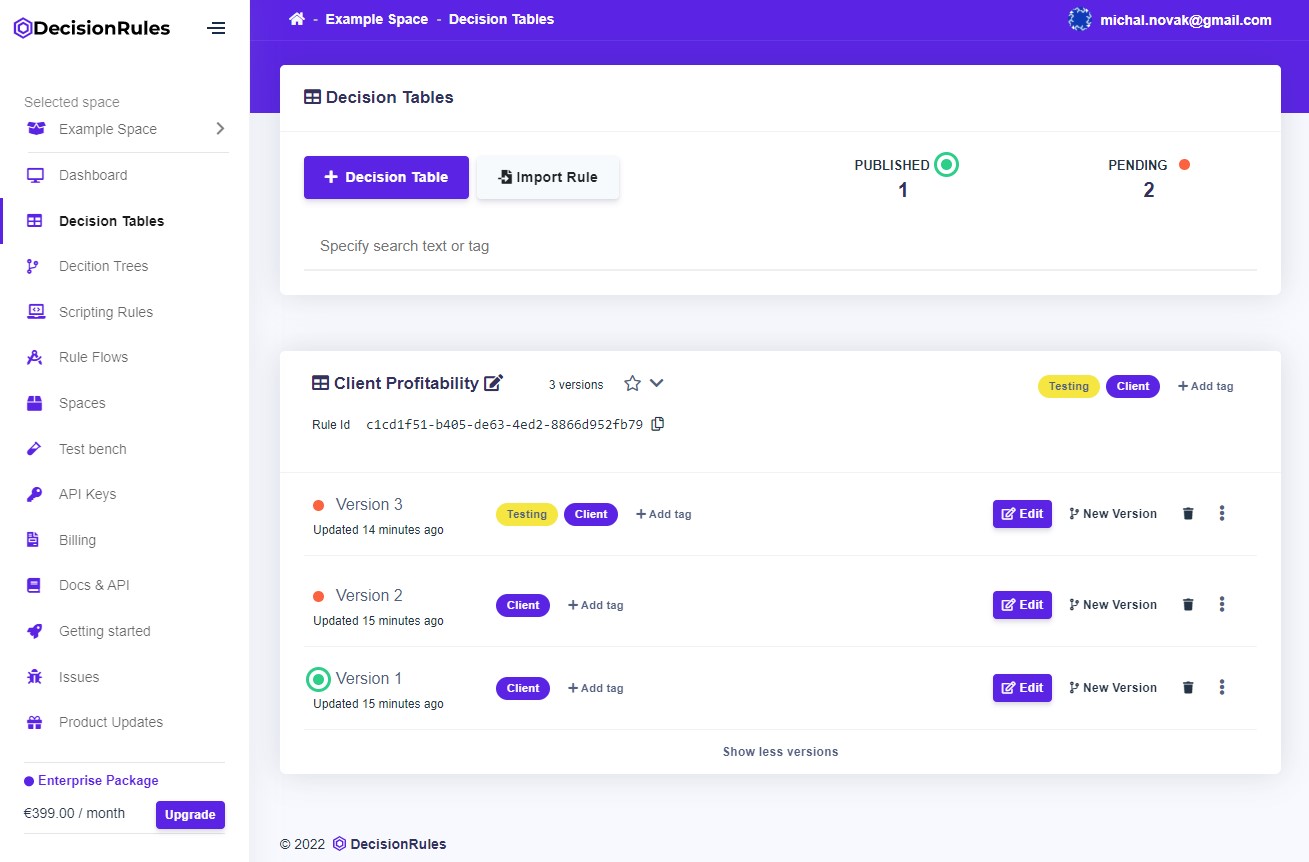 DecisionRules
Selected space
Example Space
Dashboard
Decision Tables
Decition Trees
Scripting Rules
Rule Flows
Spaces
Test bench
API Keys
Billing
Docs & API
Getting started
Issues
Product Updates
Enterprise Package
€399.00 / month Upgrade
- Example Space - Decision Tables michal.novak@gmail.com
Decision Tables
+ Decision Table Import Rule PUBLISHED PENDING
1 2
Specify search text or tag
Client Profitability 3 versions Testing Client + Add tag
Rule Id c1cd1f51-b405-de63-4ed2-8866d952fb79
Version 3 Testing Client + Add tag Edit New Version
Updated 14 minutes ago
Version 2 Client + Add tag Edit New Version
Updated 15 minutes ago
Version 1 Client + Add tag Edit New Version
Updated 15 minutes ago
Show less versions
© 2022 DecisionRules